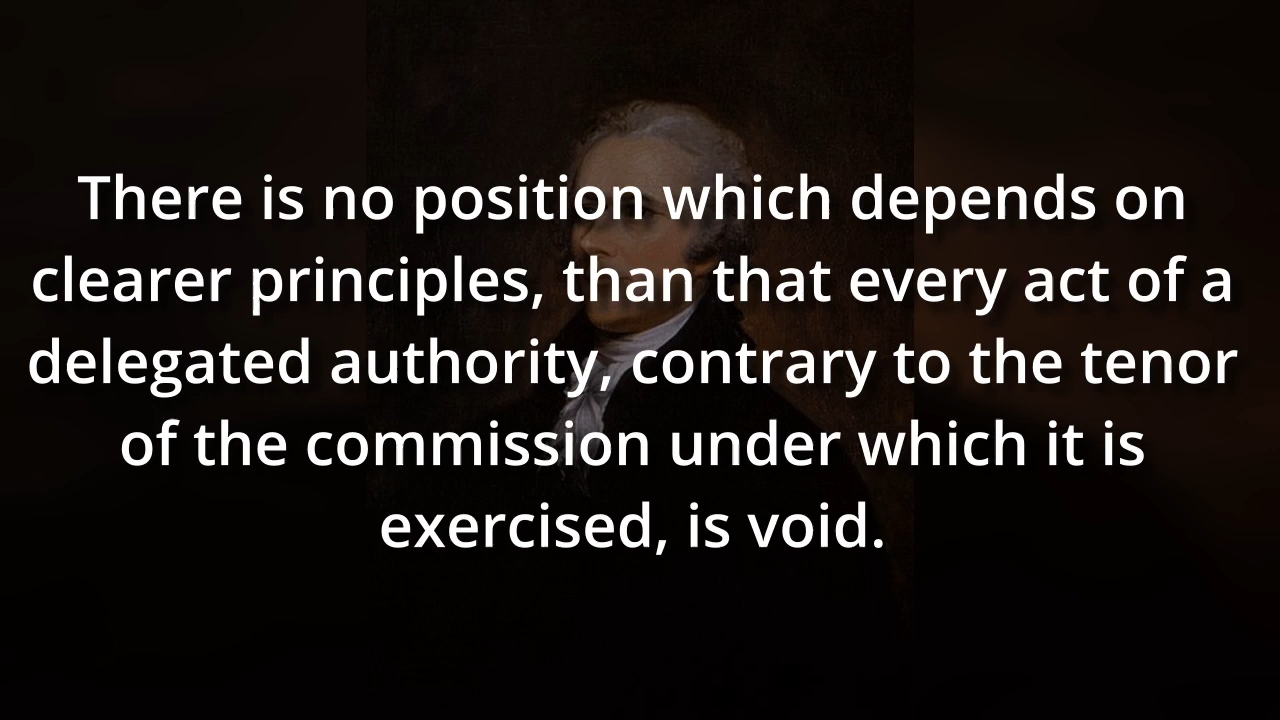 There is no position which depends on
clearer principles, than that every act of a
delegated authority, contrary to the tenor
of the commission under which it is
exercised, is void.